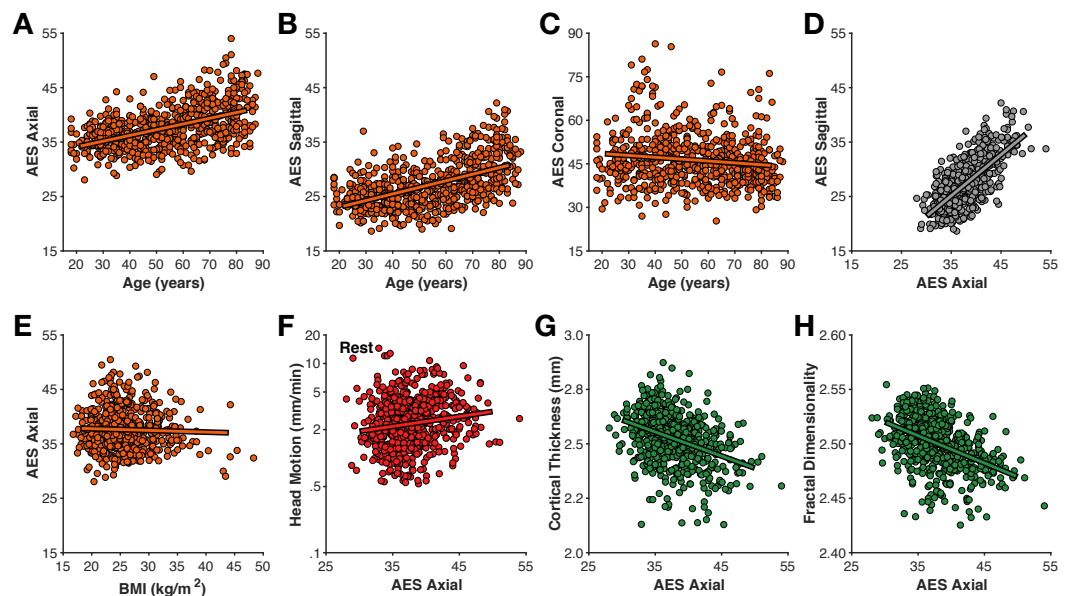 A
B
C
D
55
45
35
25
15
AES Axial
20 30 40 50 60 70 80 90
Age (years)
55
45
35
25
15
AES Sagittal
20 30 40 50 60 70 80 90
Age (years)
90
75
60
45
30
15
AES Coronal
20 30 40 50 60 70 80 90
Age (years)
55
45
35
25
15
AES Sagittal
15 25 35 45 55
AES Axial
E
F
G
H
55
45
35
25
15
AES Axial
15 20 25 30 35 40 45 50
BMI (kg/m 2)
20
10
5
2
.5
.1
Head Motion (mm/min)
Rest
25 35 45 55
AES Axial
3.0
2.8
2.5
2.2
2.0
Cortical Thickness (mm)
25 35 45 55
AES Axial
2.60
2.55
2.50
2.45
2.40
Fractal Dimensionality
25 35 45 55
AES Axial